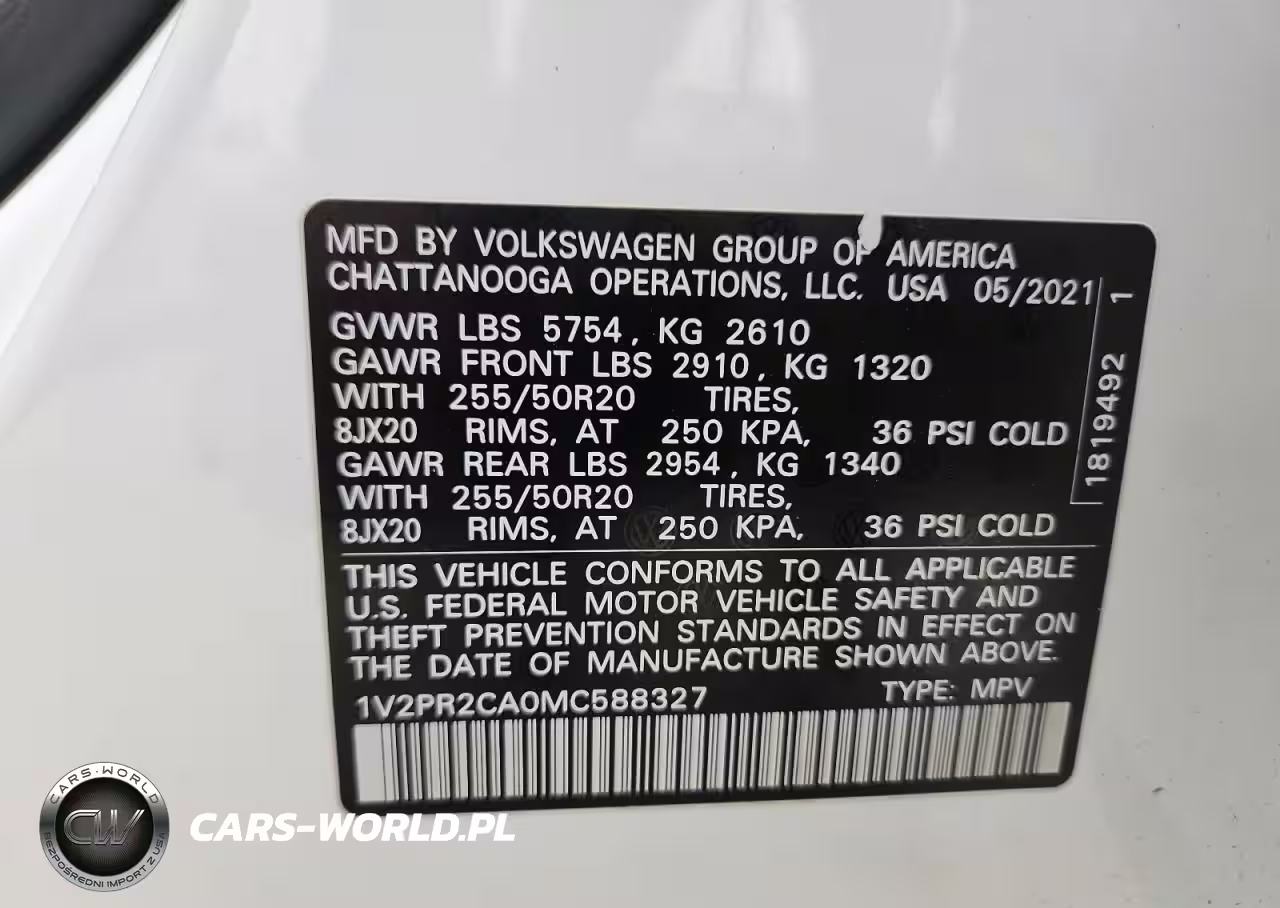 MFD BY VOLKSWAGEN GROUP OF AMERICA
CHATTANOOGA OPERATIONS, LLC. USA 05/2021
GVWR LBS 5754, KG 2610
GAWR FRONT LBS 2910, KG 1320
WITH 255/50R20 TIRES,
8JX20 RIMS, AT 250 KPA, 36 PSI COLD
GAWR REAR LBS 2954, KG 1340
WITH 255/50R20 TIRES,
8JX20 RIMS, AT 250 KPA, 36 PSI COLD
1819492 1
THIS VEHICLE CONFORMS TO ALL APPLICABLE
U.S. FEDERAL MOTOR VEHICLE SAFETY AND
THEFT PREVENTION STANDARDS IN EFFECT ON
THE DATE OF MANUFACTURE SHOWN ABOVE.
1V2PR2CA0MC588327 TYPE: MPV
CARS-WORLD
CW
BEZPOŚREDNI IMPORT Z USA
CARS-WORLD.PL